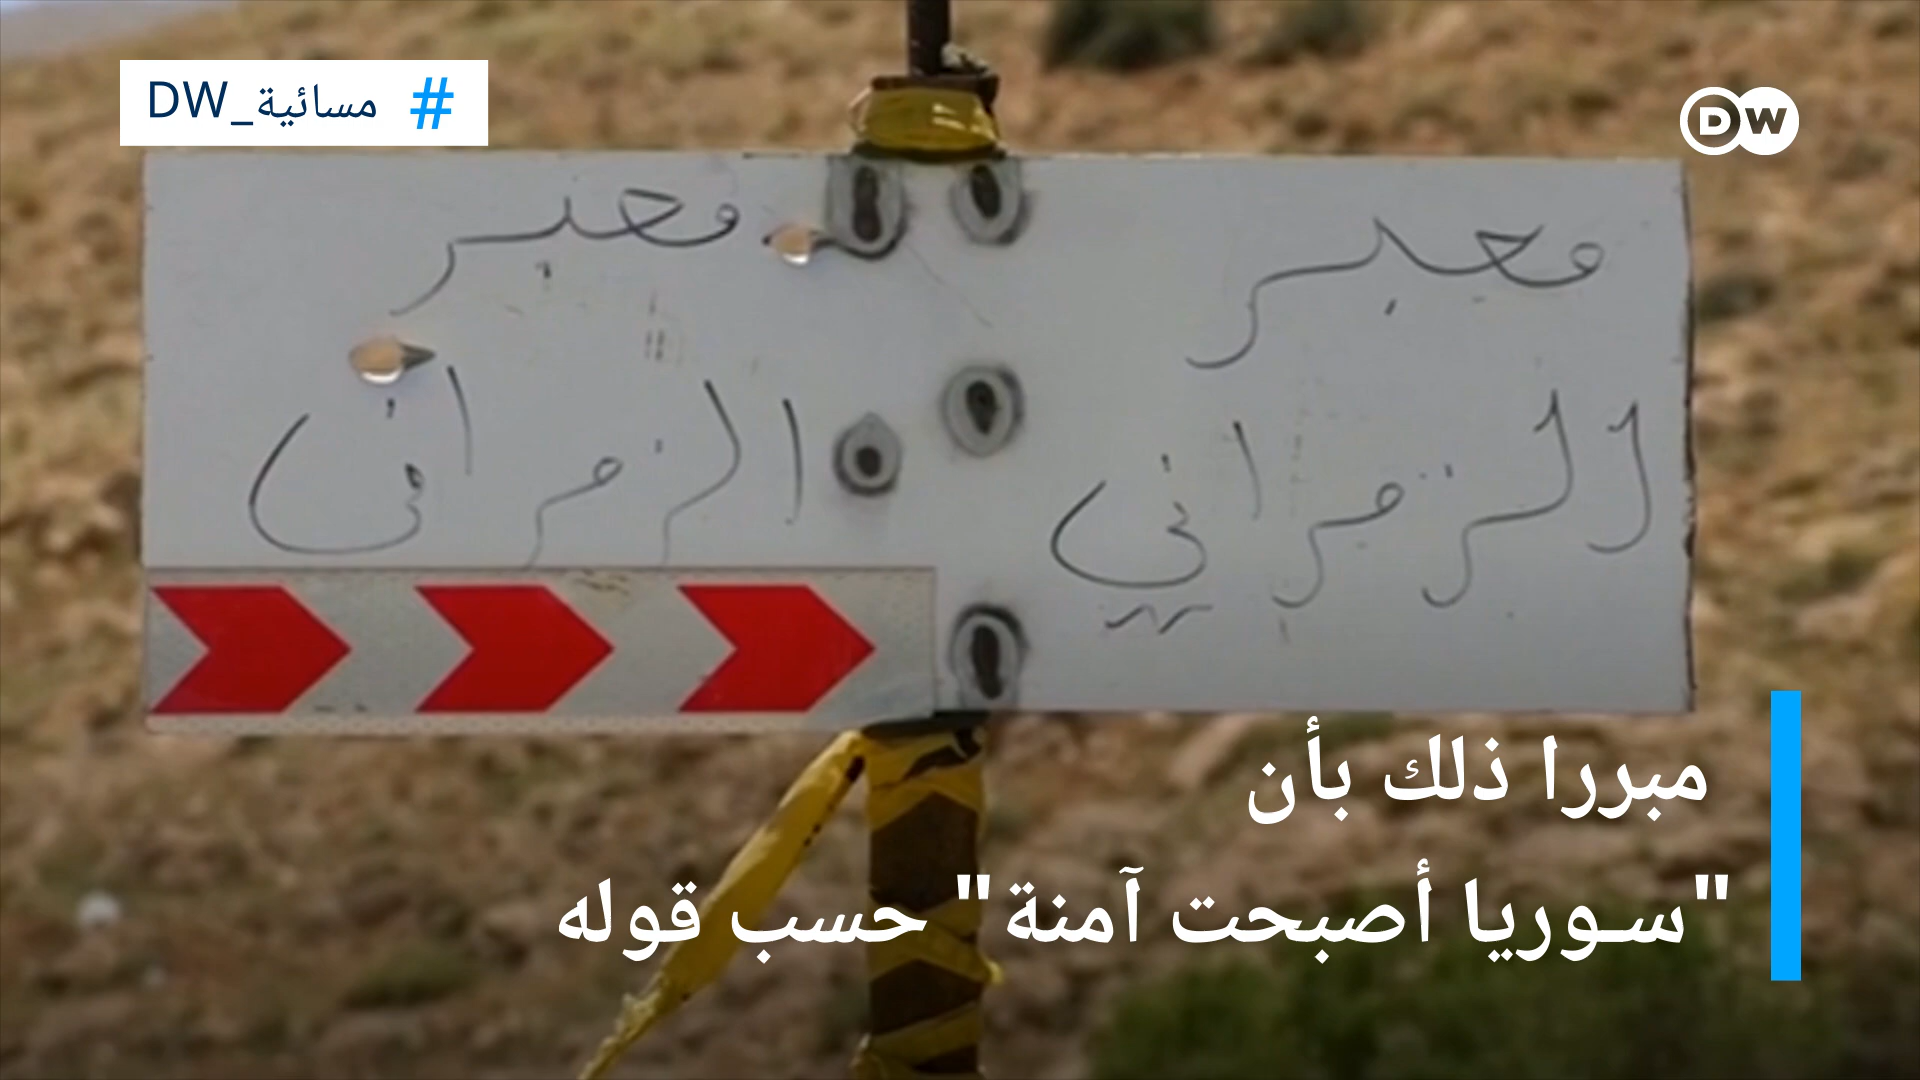 # مسائية_DW
DW
معبر
الزمراني
معبر
الزمراني
مبررا ذلك بأن
"سوريا أصبحت آمنة" حسب قوله